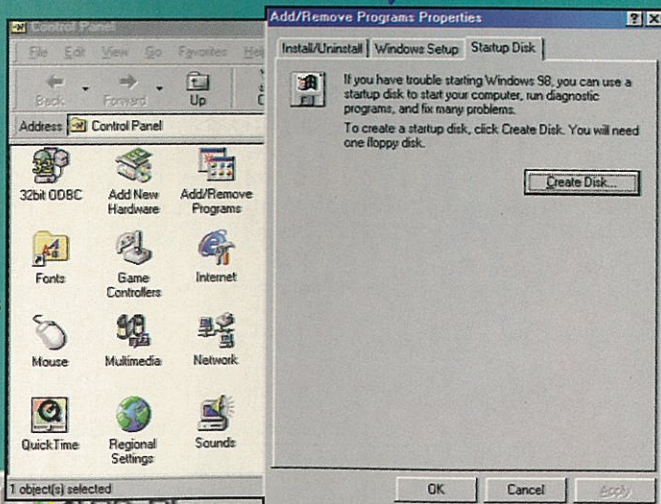 Control Panel
File Edit View Go Favorites Help
Back Forward Up
Address Control Panel
32bit ODBC
Add New Hardware
Add/Remove Programs
Fonts
Game Controllers
Internet
Mouse
Multimedia
Network
QuickTime
Regional Settings
Sounds
1 object(s) selected
Add/Remove Programs Properties
Install/Uninstall Windows Setup Startup Disk
If you have trouble starting Windows 98, you can use a
startup disk to start your computer, run diagnostic
programs, and fix many problems.
To create a startup disk, click Create Disk. You will need
one floppy disk.
Create Disk...
OK Cancel Apply